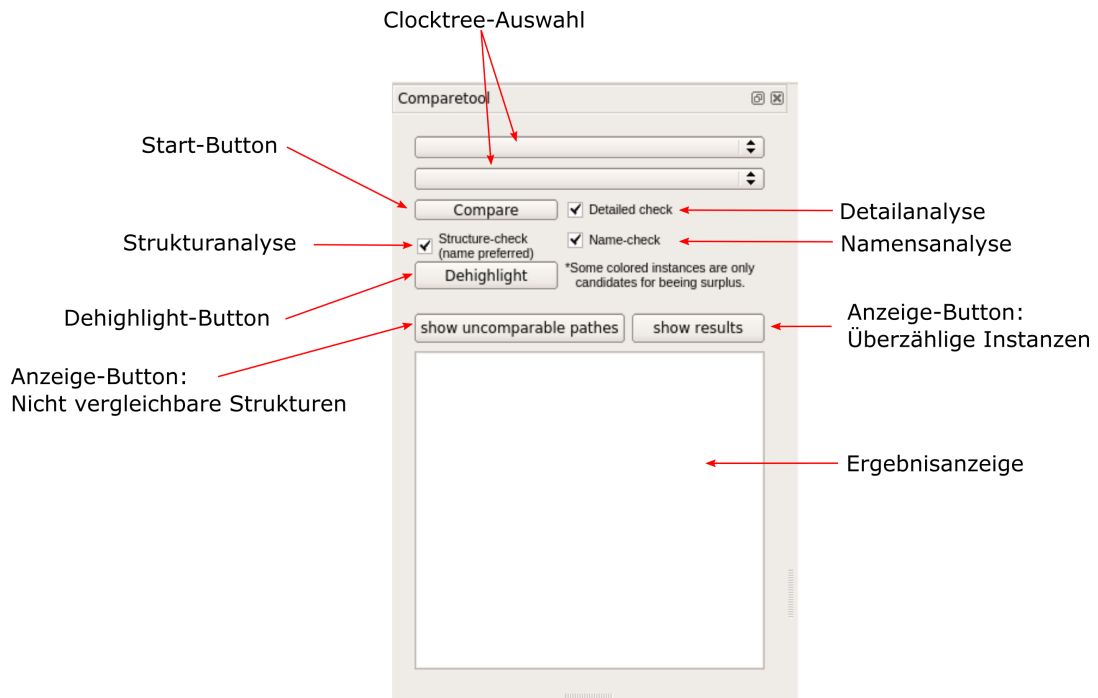 Clocktree-Auswahl
Comparetool
Start-Button
Compare
Detailed check
Detailanalyse
Strukturanalyse
Structure-check
(name preferred)
Name-check
Namensanalyse
Dehighlight
*Some colored instances are only
candidates for beeing surplus.
Dehighlight-Button
show uncomparable pathes
show results
Anzeige-Button:
Überzählige Instanzen
Anzeige-Button:
Nicht vergleichbare Strukturen
Ergebnisanzeige